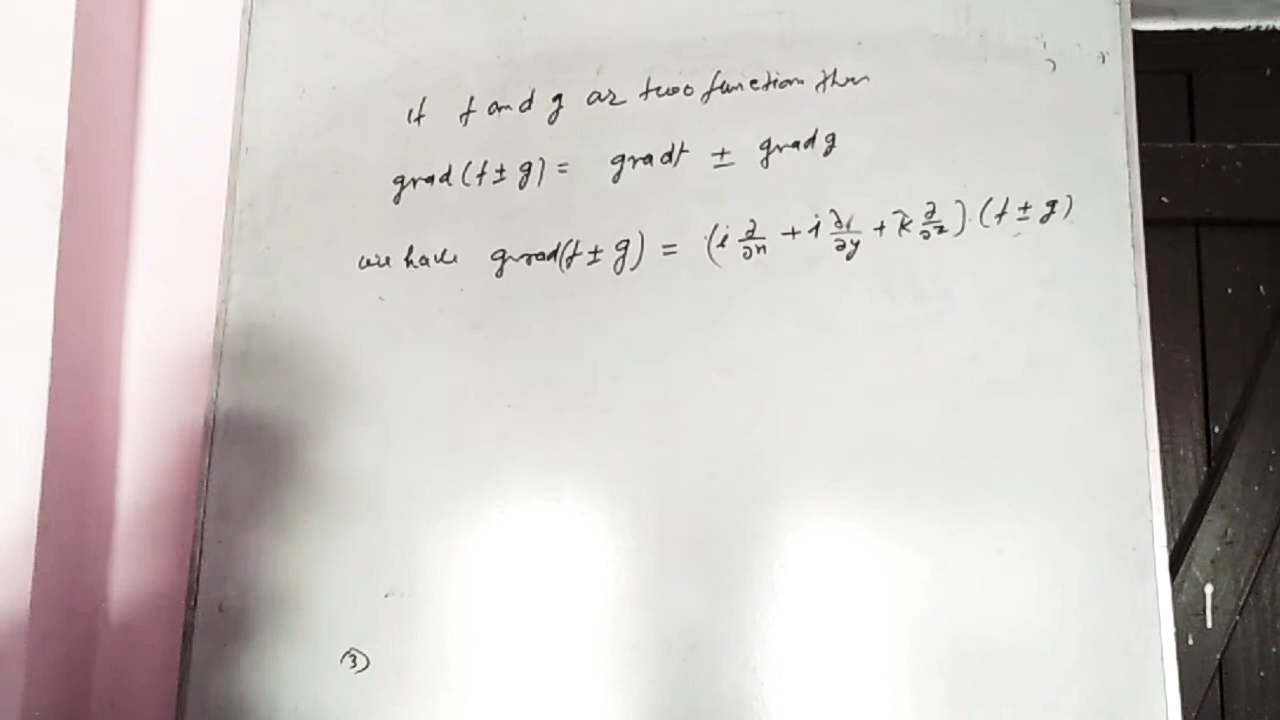 if f and g are two function then
grad (f ± g) = grad f ± grad g
we have grad(f ± g) = (i ∂/∂x + j ∂/∂y + k ∂/∂z) . (f ± g)
③